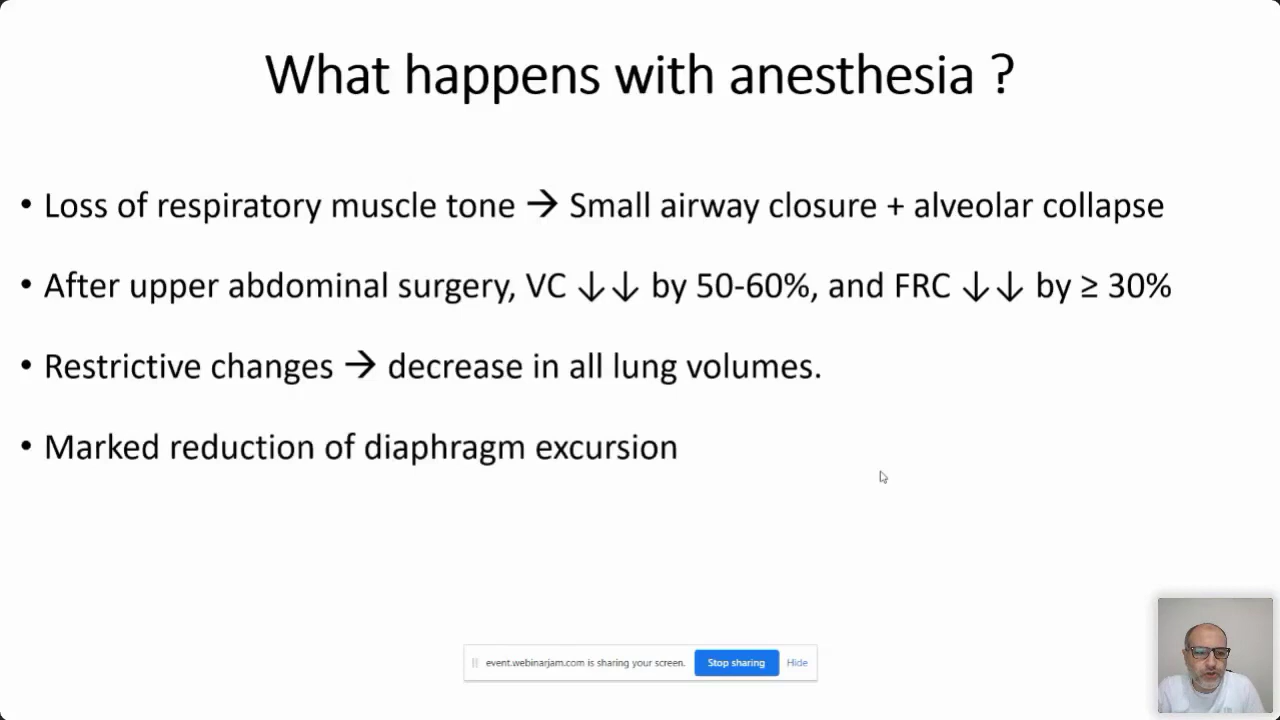 What happens with anesthesia ?
• Loss of respiratory muscle tone → Small airway closure + alveolar collapse
• After upper abdominal surgery, VC ↓↓ by 50-60%, and FRC ↓↓ by ≥ 30%
• Restrictive changes → decrease in all lung volumes.
• Marked reduction of diaphragm excursion
event.webinarjam.com is sharing your screen. Stop sharing Hide